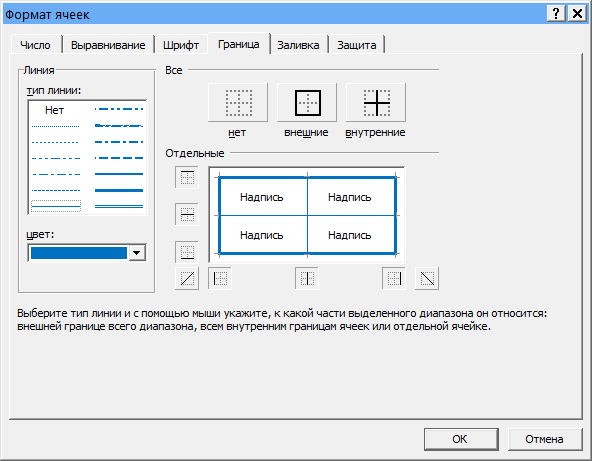 Формат ячеек
Число Выравнивание Шрифт Граница Заливка Защита
Линия
тип линии:
Нет
цвет:
Все
нет внешние внутренние
Отдельные
Надпись Надпись
Надпись Надпись
Выберите тип линии и с помощью мыши укажите, к какой части выделенного диапазона он относится:
внешней границе всего диапазона, всем внутренним границам ячеек или отдельной ячейке.
OK Отмена